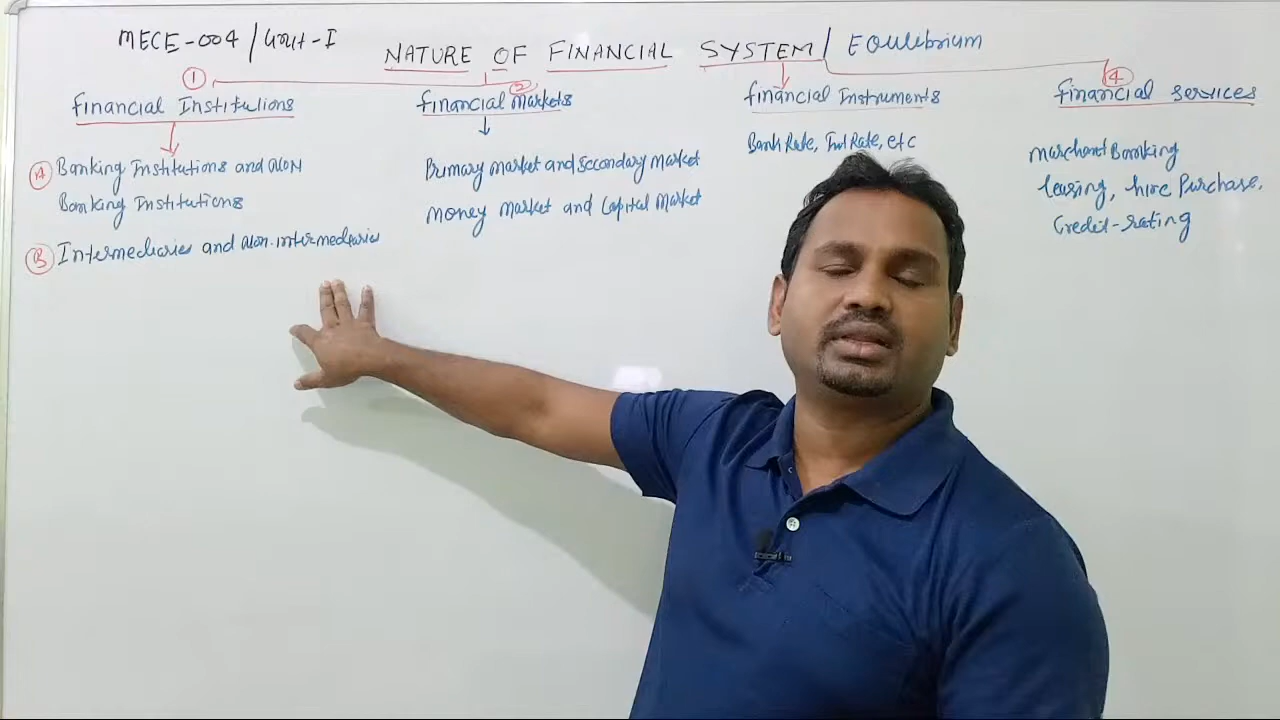 MECE-004 / Unit-I
NATURE OF FINANCIAL SYSTEM / Equilibrium
1
Financial Institutions
A Banking Institutions and NON
Banking Institutions
B Intermediaries and Non-intermediaries
2
Financial Markets
Primary market and Secondary Market
money Market and Capital Market
financial Instruments
Bank Rate, Rate, etc
4
financial services
marchant Banking
leasing, hire Purchase,
Credit-rating